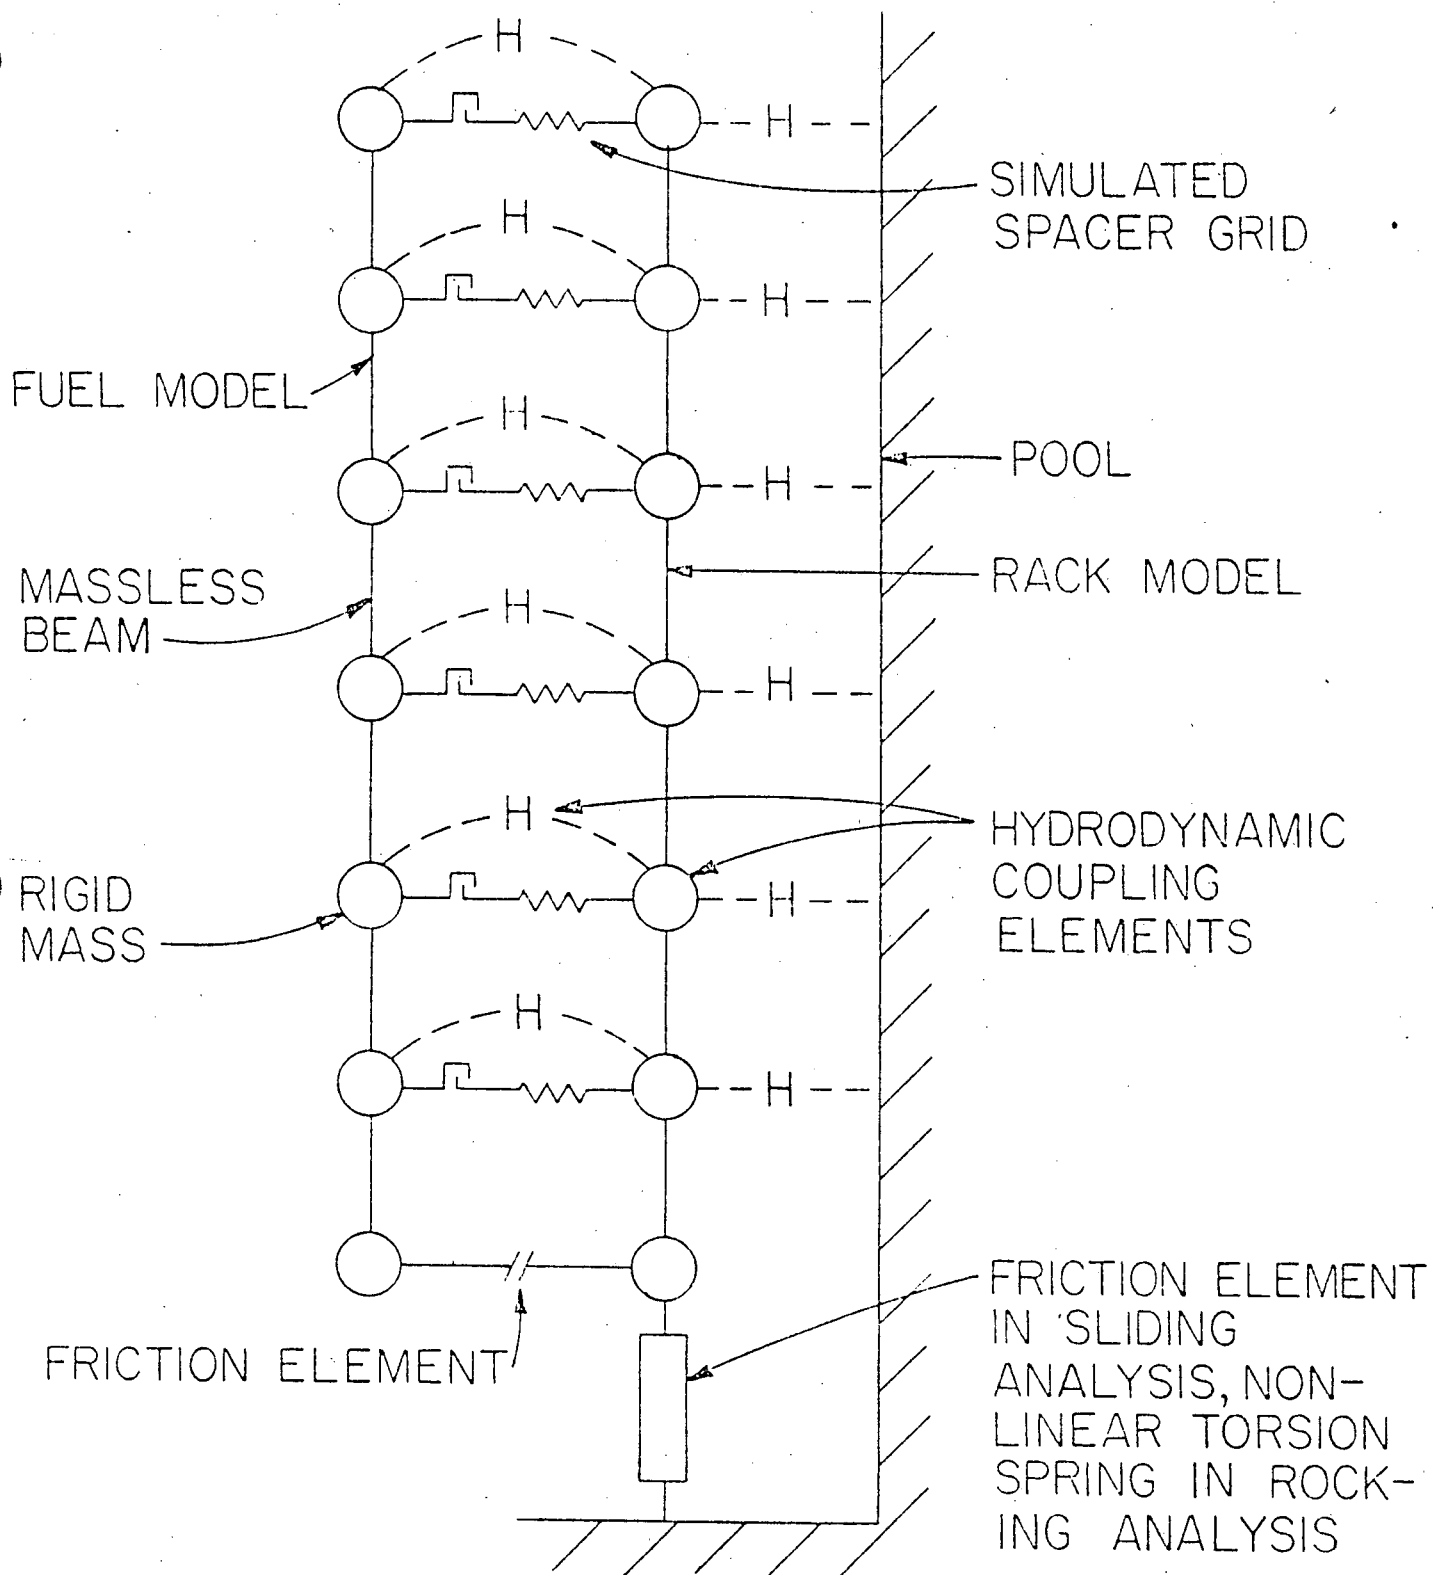 H
H
SIMULATED
SPACER GRID
H
H
FUEL MODEL
H
POOL
H
MASSLESS
BEAM
RACK MODEL
H
H
H
HYDRODYNAMIC
COUPLING
ELEMENTS
RIGID
MASS
H
H
H
FRICTION ELEMENT
FRICTION ELEMENT
IN SLIDING
ANALYSIS, NON-
LINEAR TORSION
SPRING IN ROCK-
ING ANALYSIS